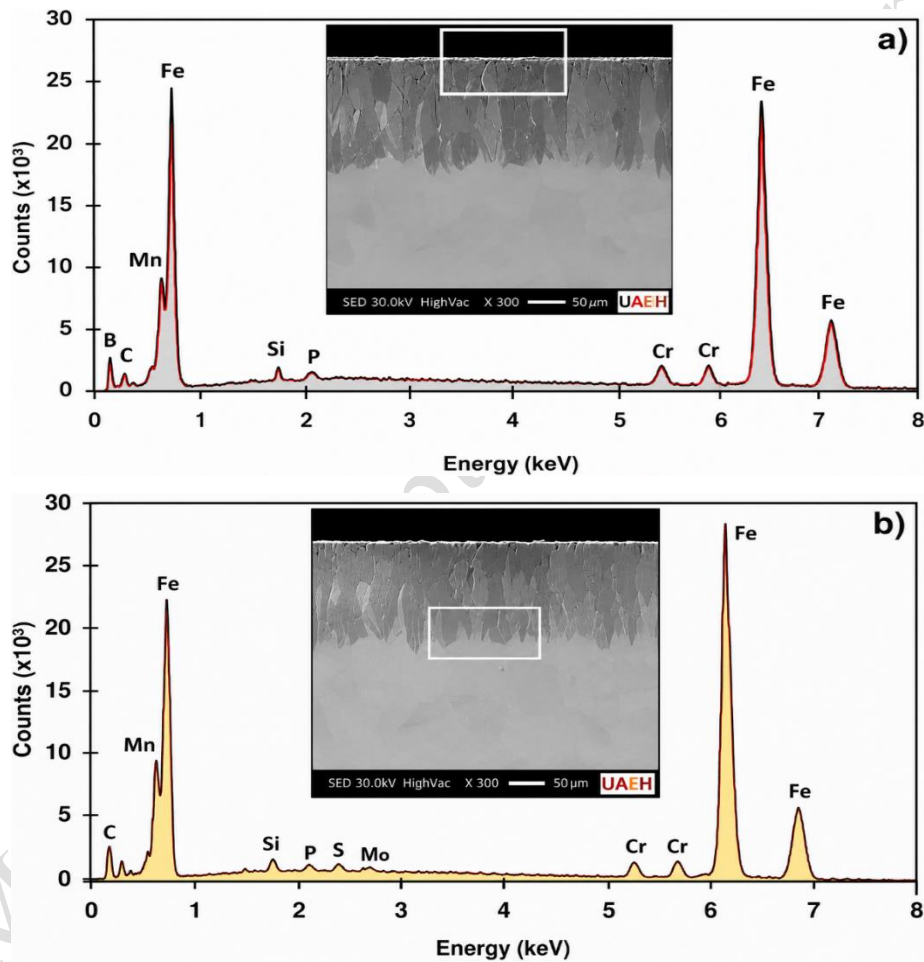 30
a)
Fe
Fe
25
20
Counts (x10³)
15
Mn
10
Fe
SED 30.0kV HighVac X 300 50 µm UAEH
5
B
C
Si
P
Cr
Cr
0
0 1 2 3 4 5 6 7 8
Energy (keV)
30
b)
Fe
Fe
25
20
Counts (x10³)
15
Mn
10
SED 30.0kV HighVac X 300 50 µm UAEH
Fe
5
C
Si
P
S
Mo
Cr
Cr
0
0 1 2 3 4 5 6 7 8
Energy (keV)